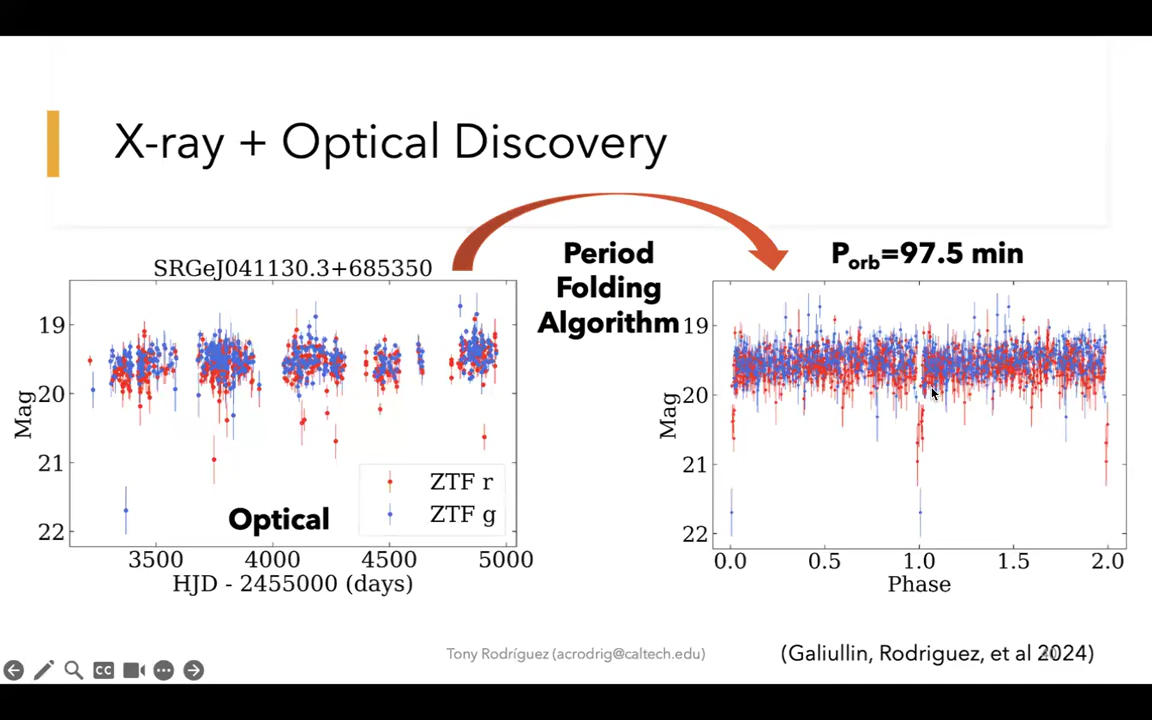 X-ray + Optical Discovery
SRGeJ041130.3+685350
Period
Folding
Algorithm
Porb=97.5 min
19
20
21
22
Mag
ZTF r
ZTF g
Optical
3500 4000 4500 5000
HJD - 2455000 (days)
19
20
21
22
Mag
0.0 0.5 1.0 1.5 2.0
Phase
CC
Tony Rodríguez (acrodrig@caltech.edu)
(Galiullin, Rodriguez, et al 2024)